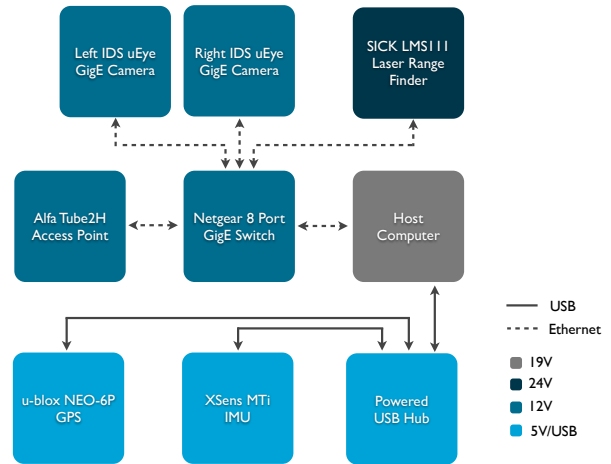 Left IDS uEye
GigE Camera
Right IDS uEye
GigE Camera
SICK LMS111
Laser Range
Finder
Alfa Tube2H
Access Point
Netgear 8 Port
GigE Switch
Host
Computer
USB
Ethernet
19V
24V
12V
5V/USB
u-blox NEO-6P
GPS
XSens MTi
IMU
Powered
USB Hub